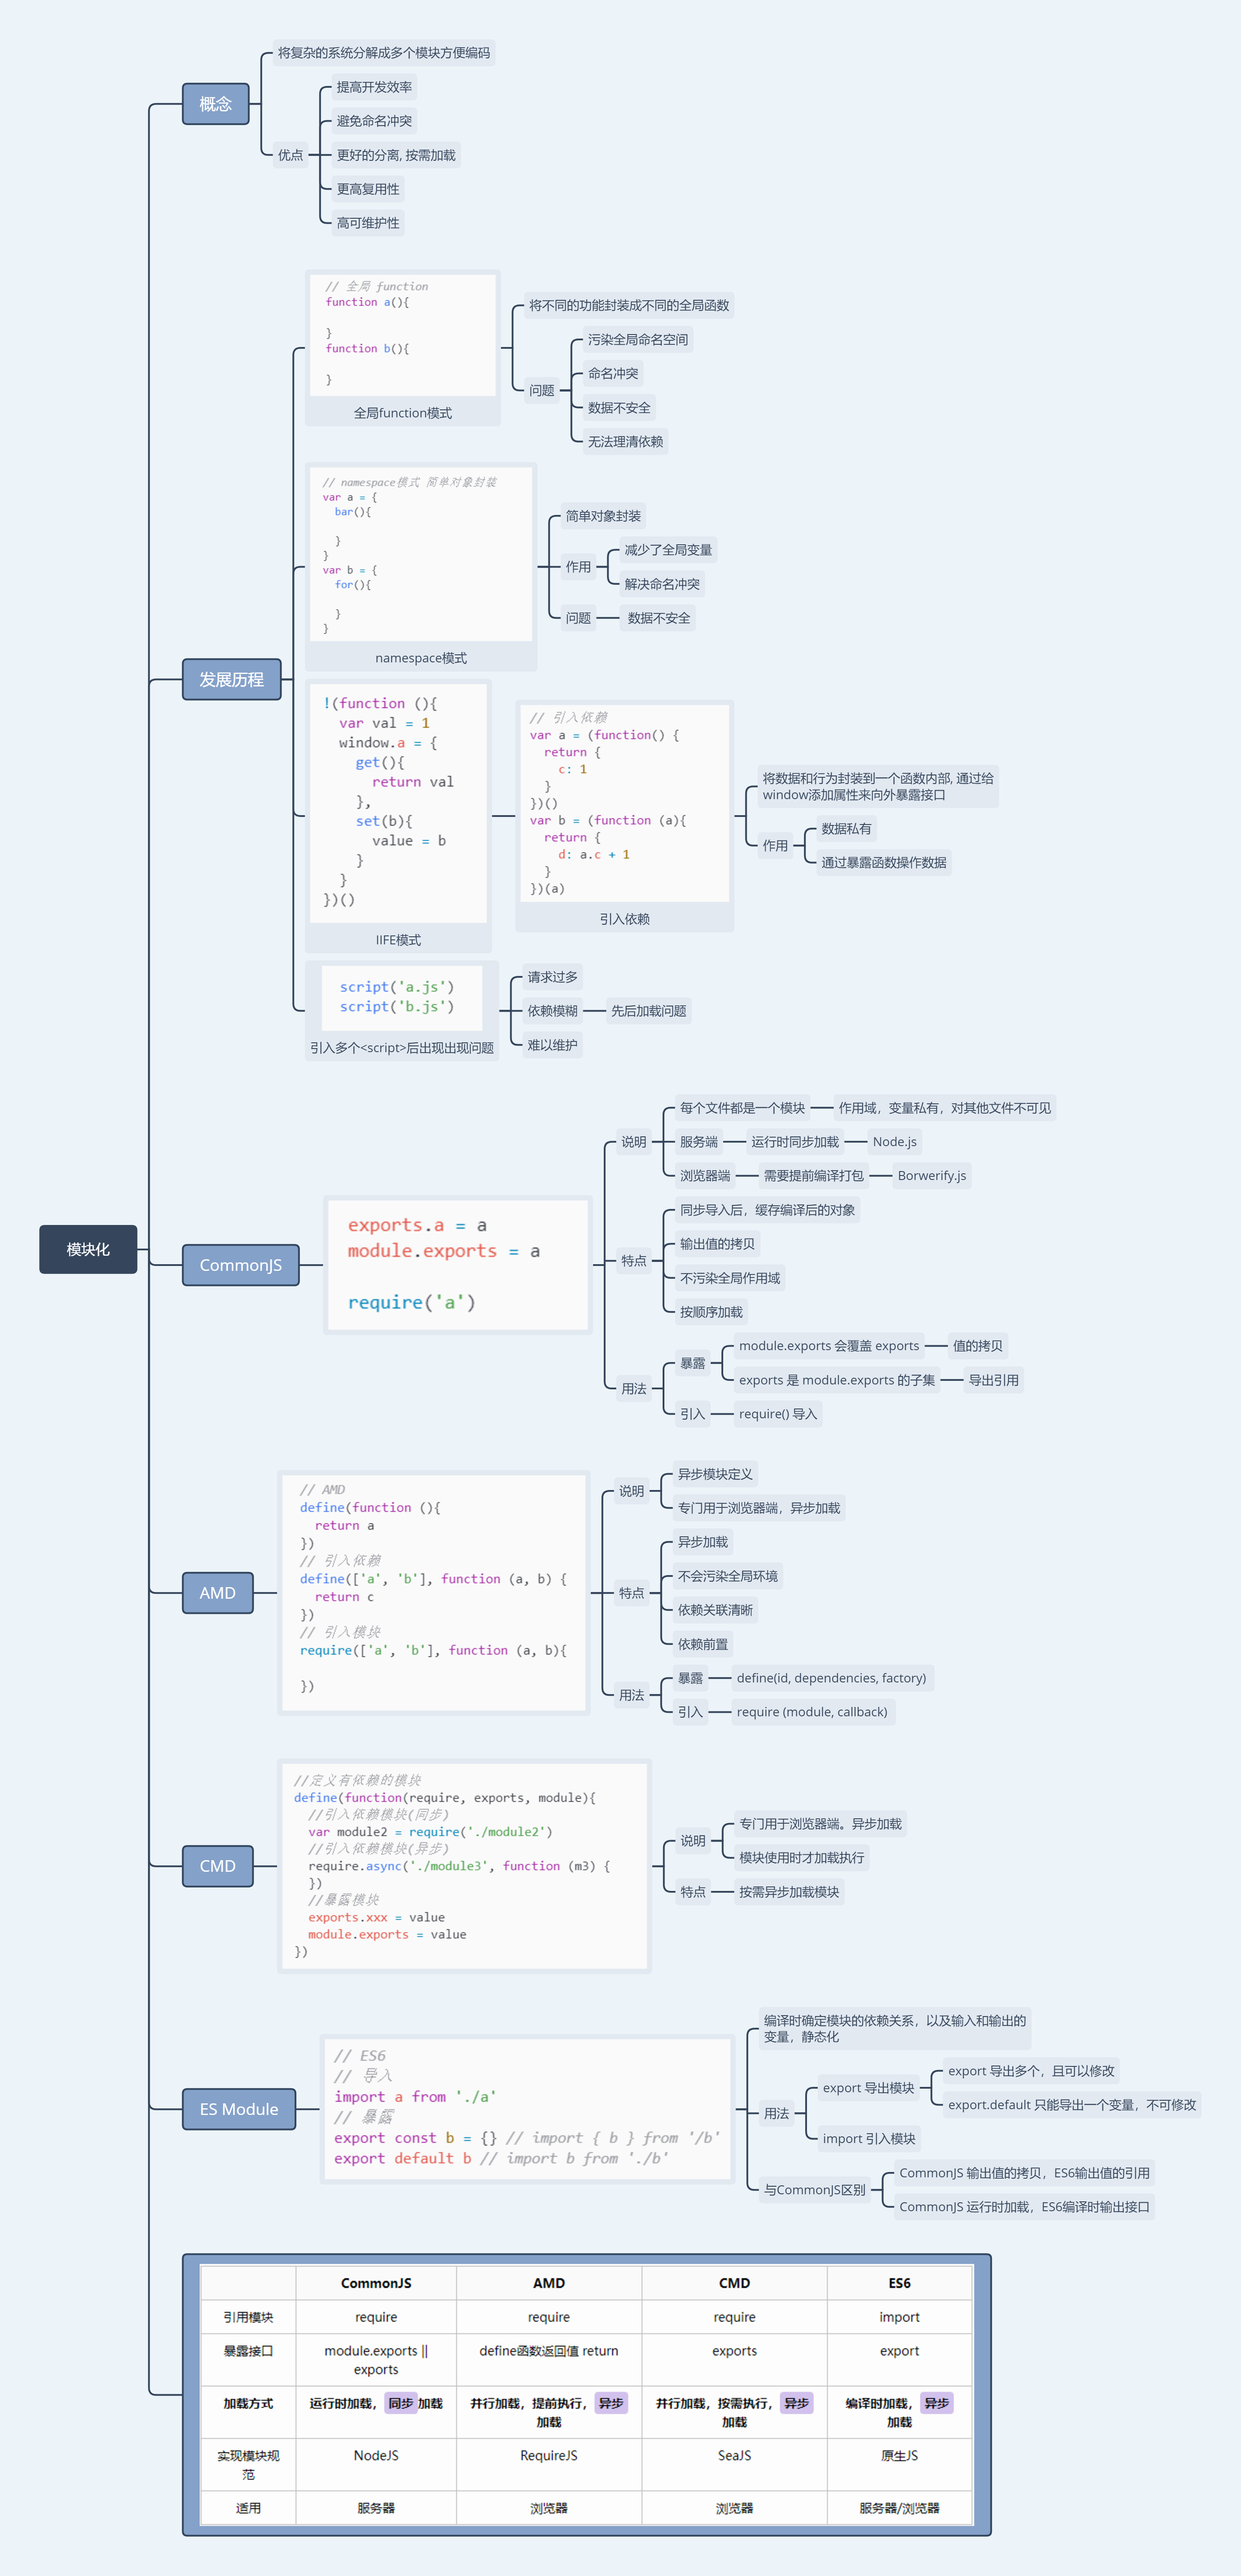 模块化
概念
将复杂的系统分解成多个模块方便编码
优点
提高开发效率
避免命名冲突
更好的分离, 按需加载
更高复用性
高可维护性
发展历程
// 全局 function
function a(){
}
function b(){
}
全局function模式
将不同的功能封装成不同的全局函数
问题
污染全局命名空间
命名冲突
数据不安全
无法理清依赖
// namespace模式 简单对象封装
var a = {
bar(){
}
}
var b = {
for(){
}
}
namespace模式
简单对象封装
作用
减少了全局变量
解决命名冲突
问题
数据不安全
!(function (){
var val = 1
window.a = {
get(){
return val
},
set(b){
value = b
}
}
})()
IIFE模式
// 引入依赖
var a = (function() {
return {
c: 1
}
})()
var b = (function (a){
return {
d: a.c + 1
}
})(a)
引入依赖
将数据和行为封装到一个函数内部, 通过给
window添加属性来向外暴露接口
作用
数据私有
通过暴露函数操作数据
script('a.js')
script('b.js')
引入多个<script>后出现出现问题
请求过多
依赖模糊
先后加载问题
难以维护
CommonJS
exports.a = a
module.exports = a
require('a')
说明
每个文件都是一个模块
作用域，变量私有，对其他文件不可见
服务端
运行时同步加载
Node.js
浏览器端
需要提前编译打包
Borwerify.js
特点
同步导入后，缓存编译后的对象
输出值的拷贝
不污染全局作用域
按顺序加载
用法
暴露
module.exports 会覆盖 exports
值的拷贝
exports 是 module.exports 的子集
导出引用
引入
require() 导入
AMD
// AMD
define(function (){
return a
})
// 引入依赖
define(['a', 'b'], function (a, b) {
return c
})
// 引入模块
require(['a', 'b'], function (a, b){
})
说明
异步模块定义
专门用于浏览器端，异步加载
特点
异步加载
不会污染全局环境
依赖关联清晰
依赖前置
用法
暴露
define(id, dependencies, factory)
引入
require (module, callback)
CMD
//定义有依赖的模块
define(function(require, exports, module){
//引入依赖模块(同步)
var module2 = require('./module2')
//引入依赖模块(异步)
require.async('./module3', function (m3) {
})
//暴露模块
exports.xxx = value
module.exports = value
})
说明
专门用于浏览器端。异步加载
模块使用时才加载执行
特点
按需异步加载模块
ES Module
// ES6
// 导入
import a from './a'
// 暴露
export const b = {} // import { b } from '/b'
export default b // import b from './b'
编译时确定模块的依赖关系，以及输入和输出的
变量，静态化
用法
export 导出模块
export 导出多个，且可以修改
export.default 只能导出一个变量，不可修改
import 引入模块
与CommonJS区别
CommonJS 输出值的拷贝，ES6输出值的引用
CommonJS 运行时加载，ES6编译时输出接口
CommonJS AMD CMD ES6
引用模块 require require require import
暴露接口 module.exports || define函数返回值 return exports export
exports
加载方式 运行时加载，同步加载 并行加载，提前执行，异步 并行加载，按需执行，异步 编译时加载，异步
加载 加载 加载
实现模块规 NodeJS RequireJS SeaJS 原生JS
范
适用 服务器 浏览器 浏览器 服务器/浏览器